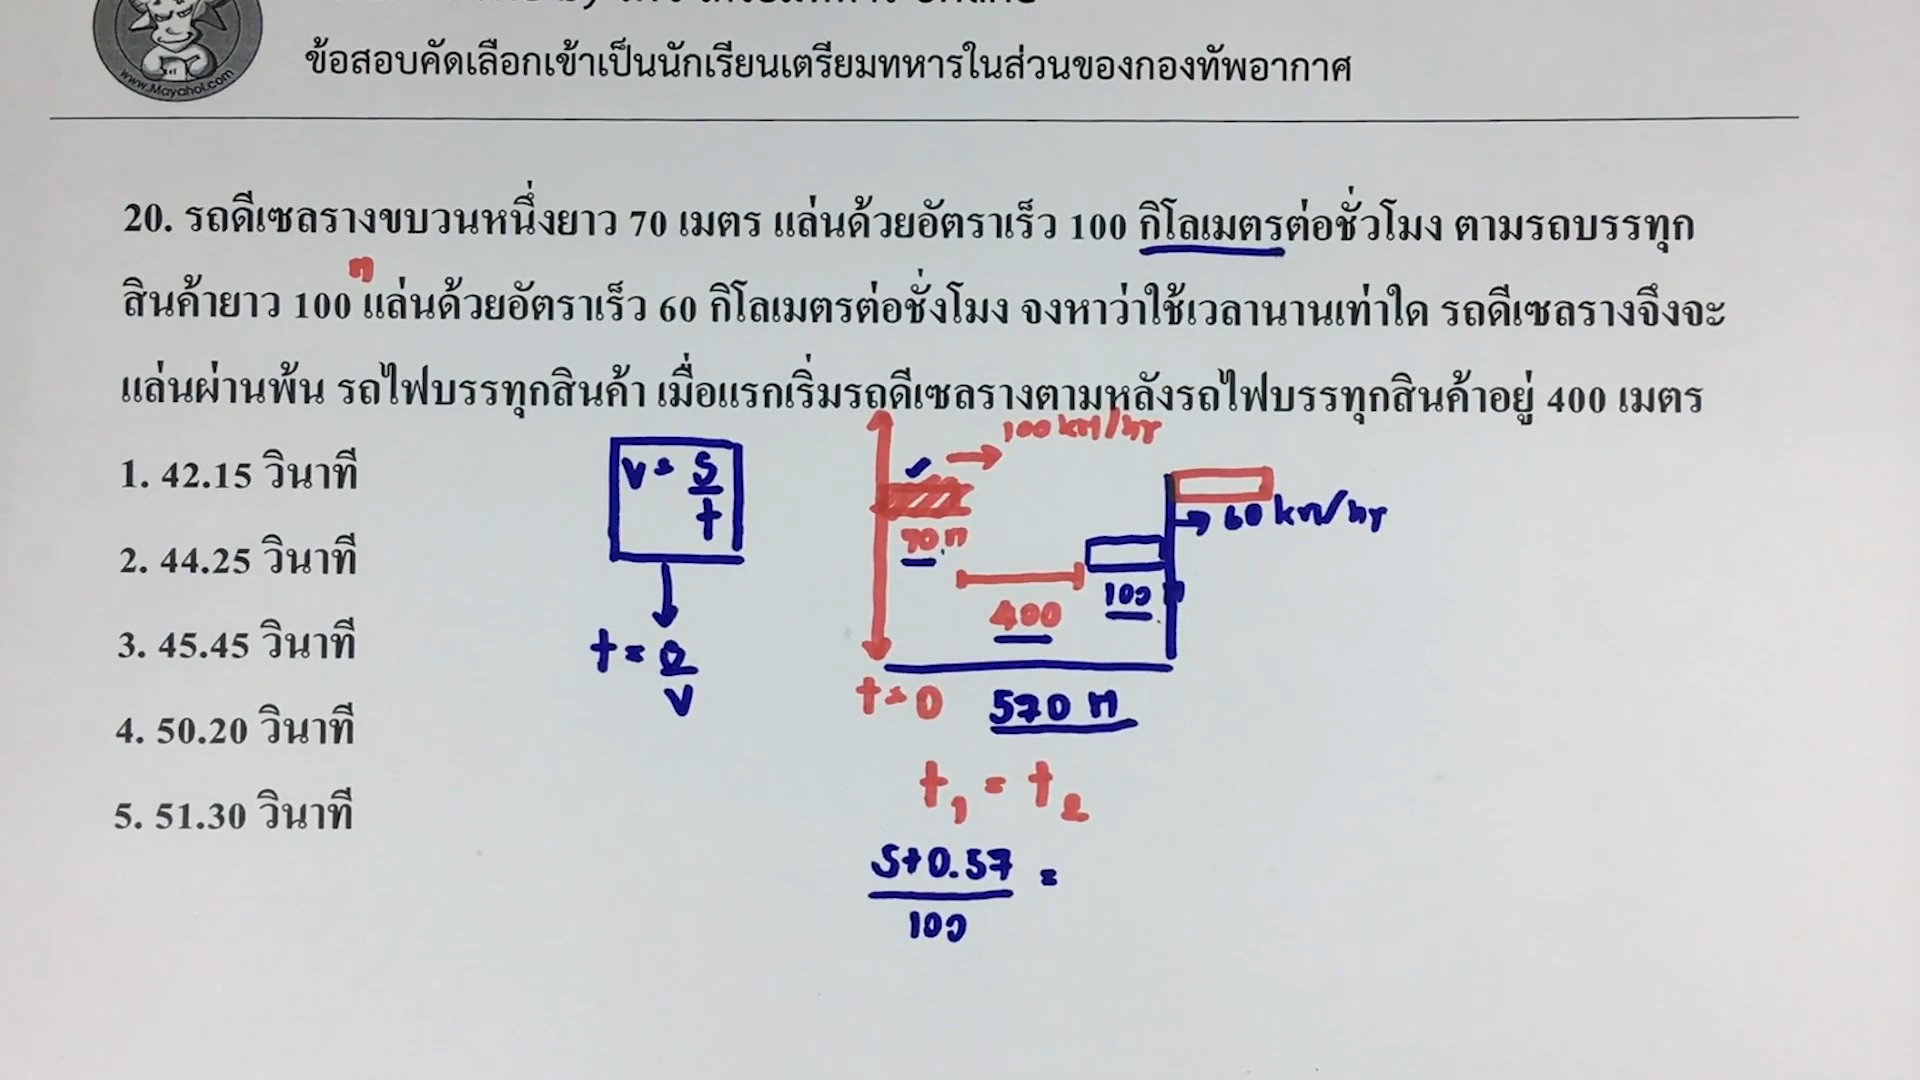 www.Mayahol.com
ข้อสอบคัดเลือกเข้าเป็นนักเรียนเตรียมทหารในส่วนของกองทัพอากาศ
20. รถดีเซลรางขบวนหนึ่งยาว 70 เมตร แล่นด้วยอัตราเร็ว 100 กิโลเมตรต่อชั่วโมง ตามรถบรรทุก
ม
สินค้ายาว 100 แล่นด้วยอัตราเร็ว 60 กิโลเมตรต่อชั่งโมง จงหาว่าใช้เวลานานเท่าใด รถดีเซลรางจึงจะ
แล่นผ่านพ้น รถไฟบรรทุกสินค้า เมื่อแรกเริ่มรถดีเซลรางตามหลังรถไฟบรรทุกสินค้าอยู่ 400 เมตร
1. 42.15 วินาที
2. 44.25 วินาที
3. 45.45 วินาที
4. 50.20 วินาที
5. 51.30 วินาที
v = s/t
t = s/v
100 km/hr
70 m
400
100 m
60 km/hr
t = 0
570 m
t1 = t2
s+0.57 =
100